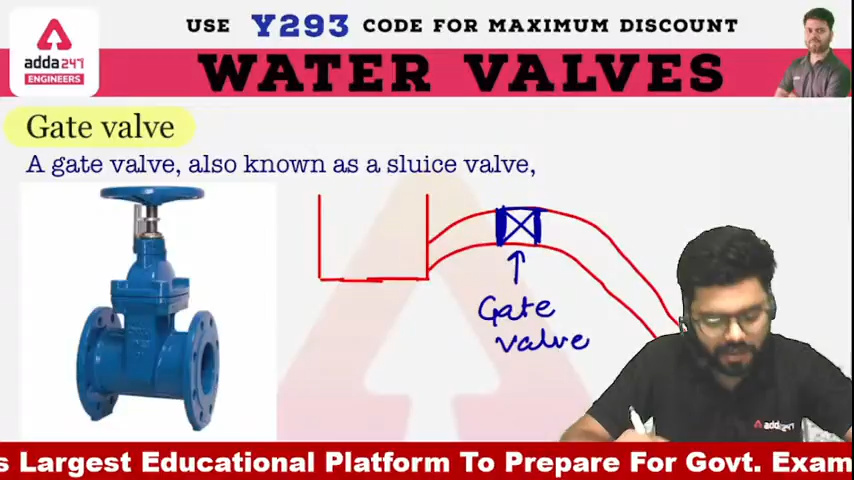 USE Y293 CODE FOR MAXIMUM DISCOUNT
adda247
ENGINEERS
WATER VALVES
Gate valve
A gate valve, also known as a sluice valve,
Gate
valve
adda247
s Largest Educational Platform To Prepare For Govt. Exam